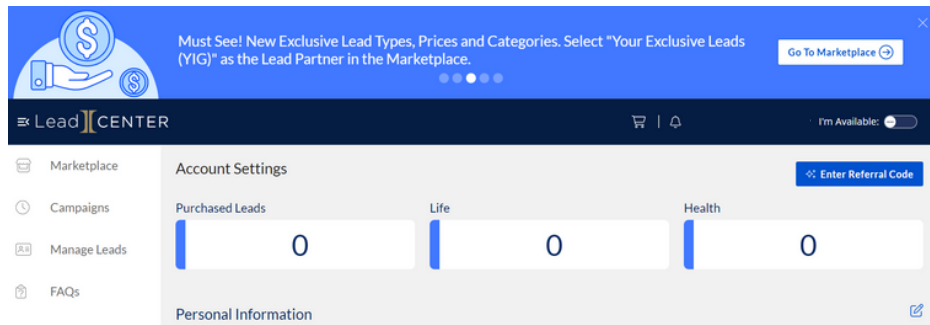 Must See! New Exclusive Lead Types, Prices and Categories. Select "Your Exclusive Leads
(YIG)" as the Lead Partner in the Marketplace.
Go To Marketplace
Lead CENTER
I'm Available:
Marketplace
Account Settings
Enter Referral Code
Campaigns
Purchased Leads
Life
Health
Manage Leads
0
0
0
FAQs
Personal Information